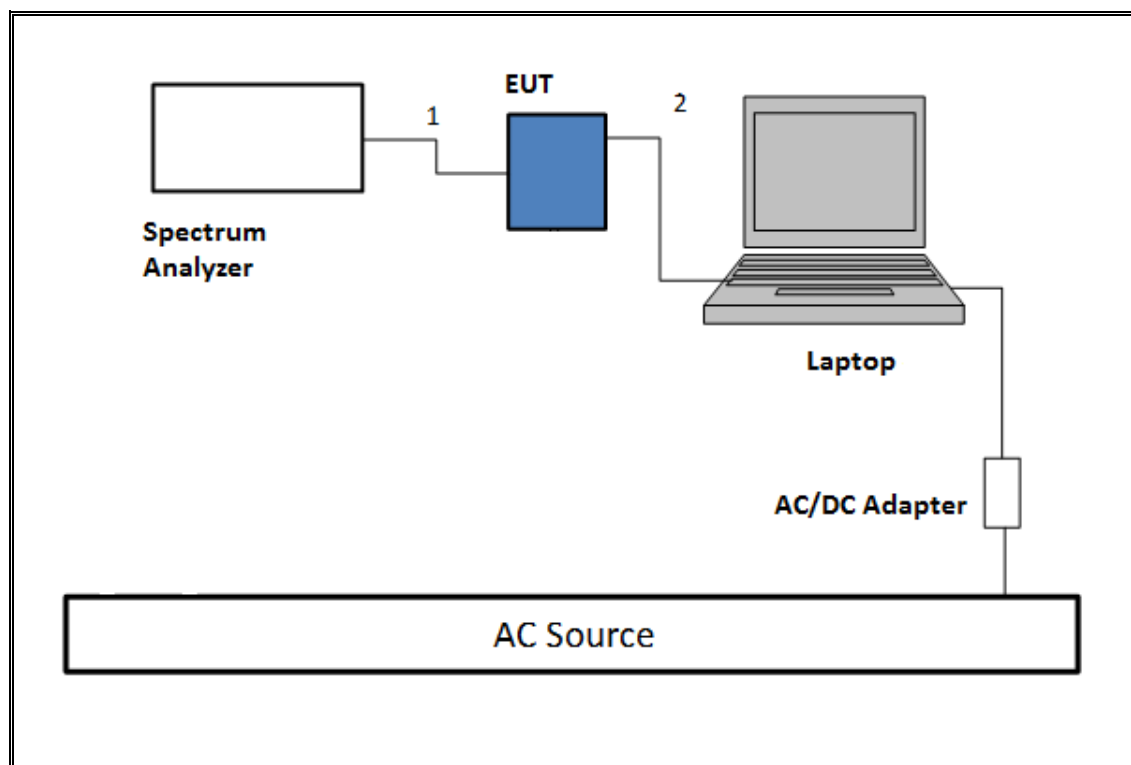 EUT
1
2
Spectrum
Analyzer
Laptop
AC/DC Adapter
AC Source